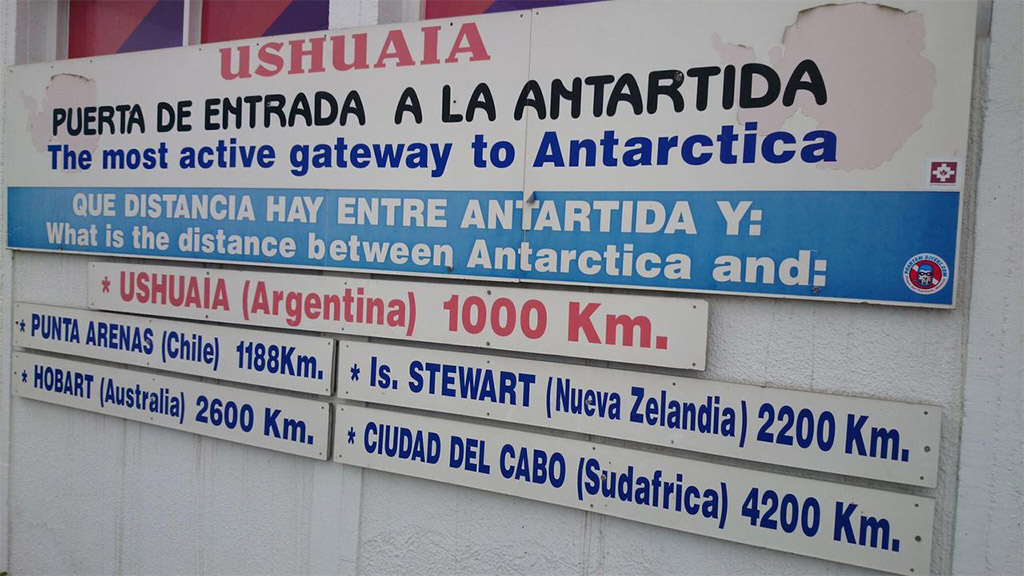 USHUAIA
PUERTA DE ENTRADA A LA ANTARTIDA
The most active gateway to Antarctica
QUE DISTANCIA HAY ENTRE ANTARTIDA Y:
What is the distance between Antarctica and:
* USHUAIA (Argentina) 1000 Km.
* PUNTA ARENAS (Chile) 1188Km.
* Is. STEWART (Nueva Zelandia) 2200 Km.
* HOBART (Australia) 2600 Km.
* CIUDAD DEL CABO (Sudafrica) 4200 Km.